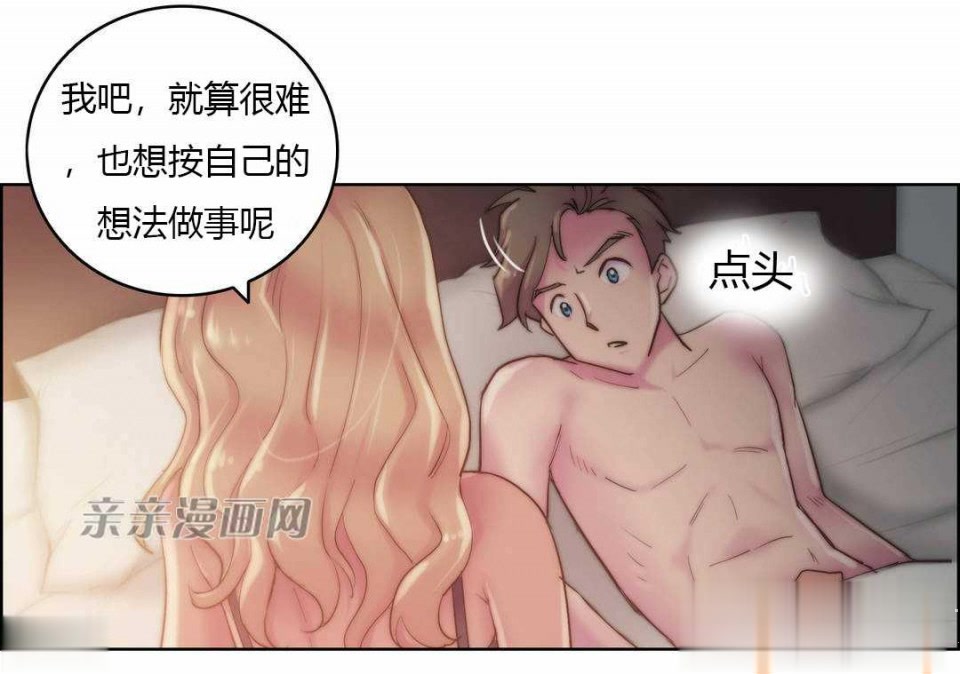 我吧，就算很难
，也想按自己的
想法做事呢
点头
亲亲漫画网